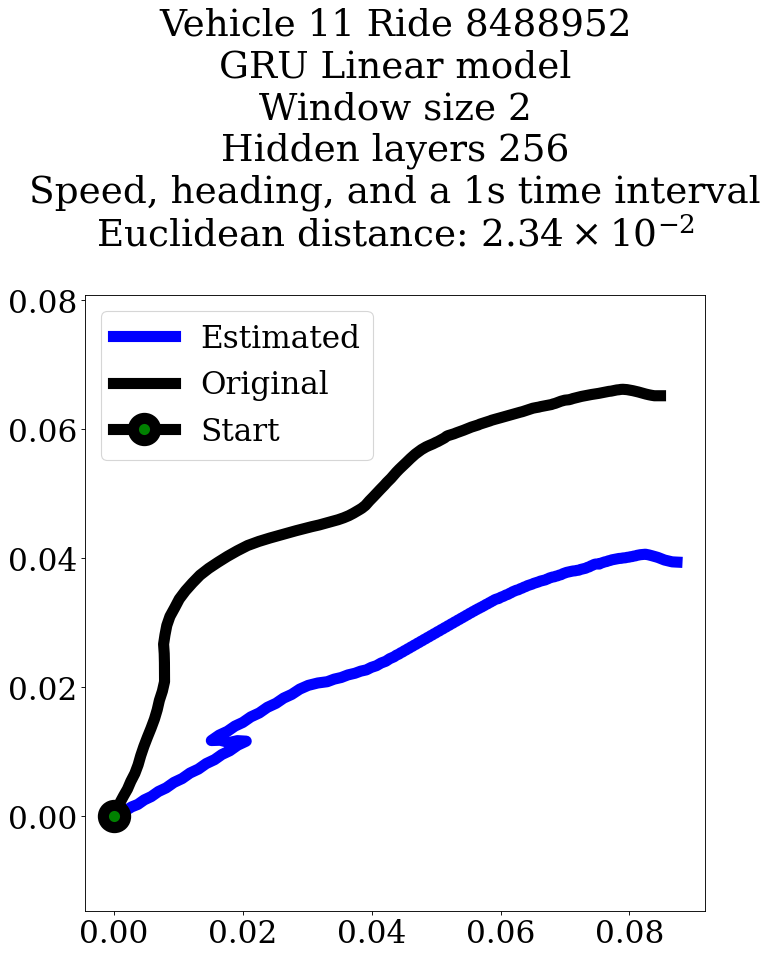 Vehicle 11 Ride 8488952
GRU Linear model
Window size 2
Hidden layers 256
Speed, heading, and a 1s time interval
Euclidean distance: 2.34 × 10⁻²
0.08
Estimated
Original
Start
0.06
0.04
0.02
0.00
0.00 0.02 0.04 0.06 0.08